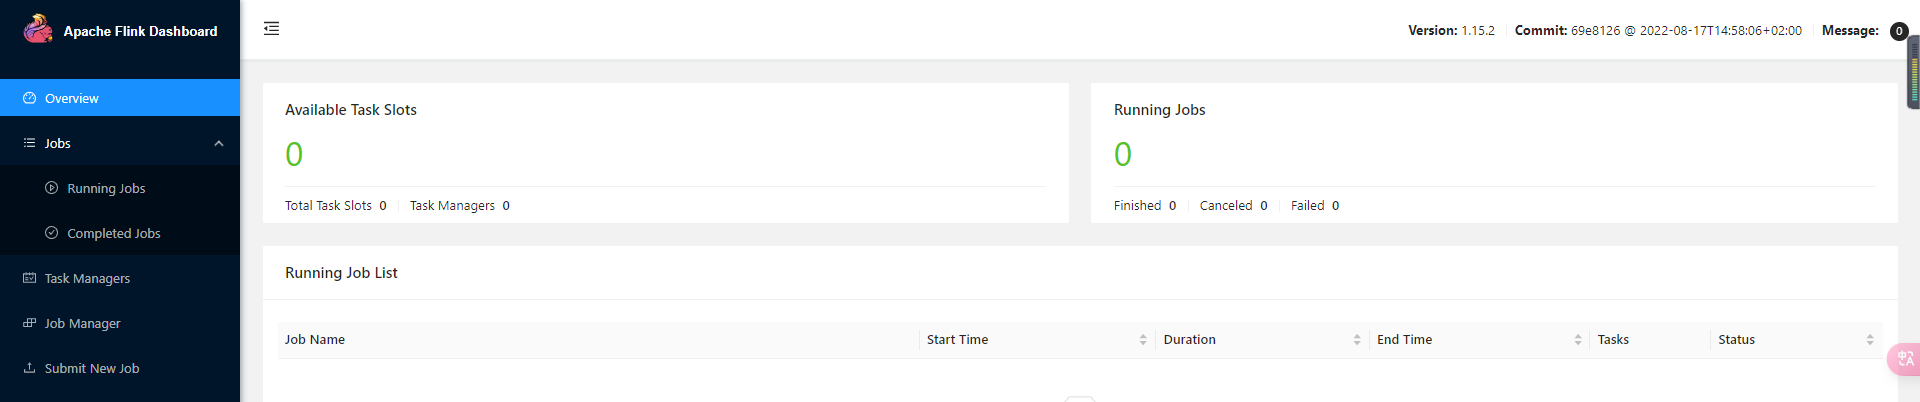 Apache Flink Dashboard
Version: 1.15.2 Commit: 69e8126 @ 2022-08-17T14:58:06+02:00 Message: 0
Overview
Jobs
Running Jobs
Completed Jobs
Task Managers
Job Manager
Submit New Job
Available Task Slots
0
Total Task Slots 0 Task Managers 0
Running Jobs
0
Finished 0 Canceled 0 Failed 0
Running Job List
Job Name Start Time Duration End Time Tasks Status
中A